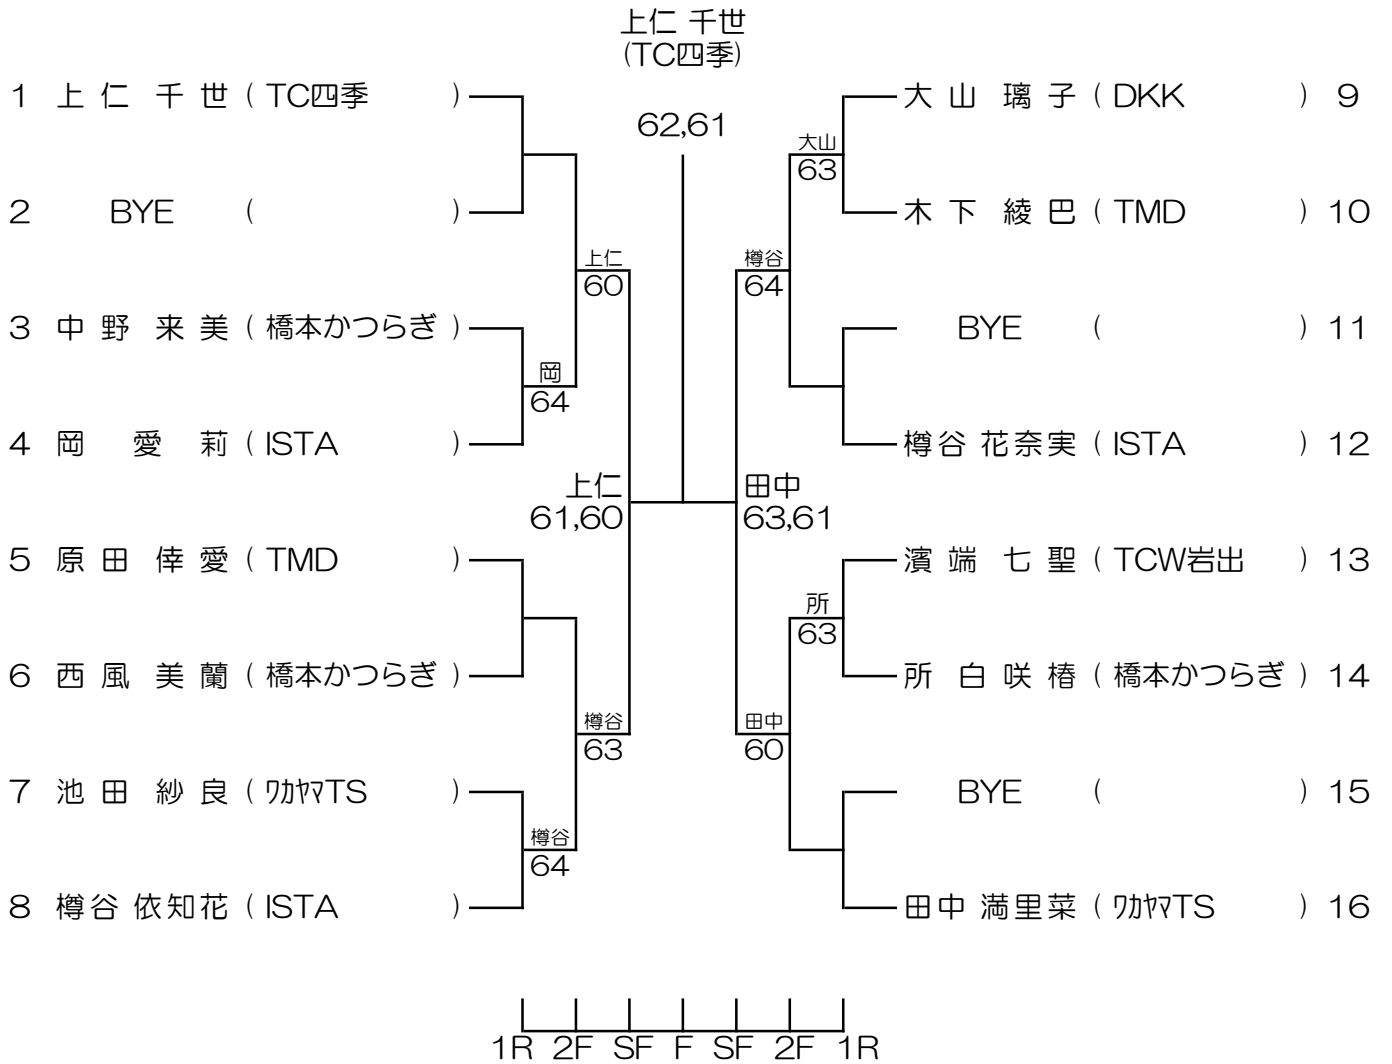 上仁 千世
(TC四季)
62,61
1 上仁 千世 ( TC四季 )
2 BYE ( )
3 中野 来美 ( 橋本かつらぎ )
4 岡 愛莉 ( ISTA )
5 原田 倖愛 ( TMD )
6 西風 美蘭 ( 橋本かつらぎ )
7 池田 紗良 ( ﾜｶﾔﾏTS )
8 樽谷 依知花 ( ISTA )
岡
64
樽谷
64
上仁
60
樽谷
63
上仁
61,60
田中
63,61
樽谷
64
田中
60
大山
63
所
63
大山 璃子 ( DKK ) 9
木下 綾巴 ( TMD ) 10
BYE ( ) 11
樽谷 花奈実 ( ISTA ) 12
濱端 七聖 ( TCW岩出 ) 13
所 白咲椿 ( 橋本かつらぎ ) 14
BYE ( ) 15
田中 満里菜 ( ﾜｶﾔﾏTS ) 16
1R 2F SF F SF 2F 1R